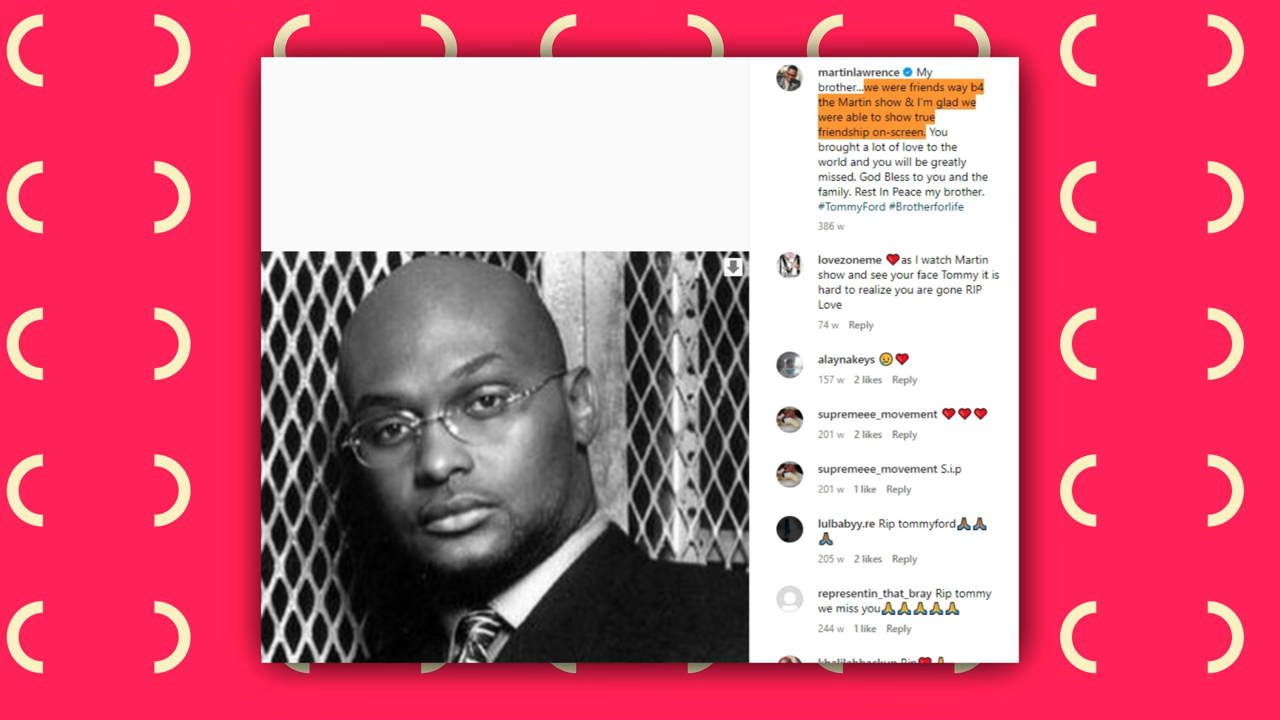 martinlawrence My
brother...we were friends way b4
the Martin show & I'm glad we
were able to show true
friendship on-screen. You
brought a lot of love to the
world and you will be greatly
missed. God Bless to you and the
family. Rest In Peace my brother.
#TommyFord #Brotherforlife
386 w
lovezoneme ❤️as I watch Martin
show and see your face Tommy it is
hard to realize you are gone RIP
Love
74 w Reply
alaynakeys 😢❤️
157 w 2 likes Reply
supremeee_movement ❤️❤️❤️
201 w 2 likes Reply
supremeee_movement S.i.p
201 w 1 like Reply
lulbabyy.re Rip tommyford🙏🏾🙏🏾
🙏🏾
205 w 2 likes Reply
representin_that_bray Rip tommy
we miss you🙏🙏🙏🙏🙏
244 w 1 like Reply